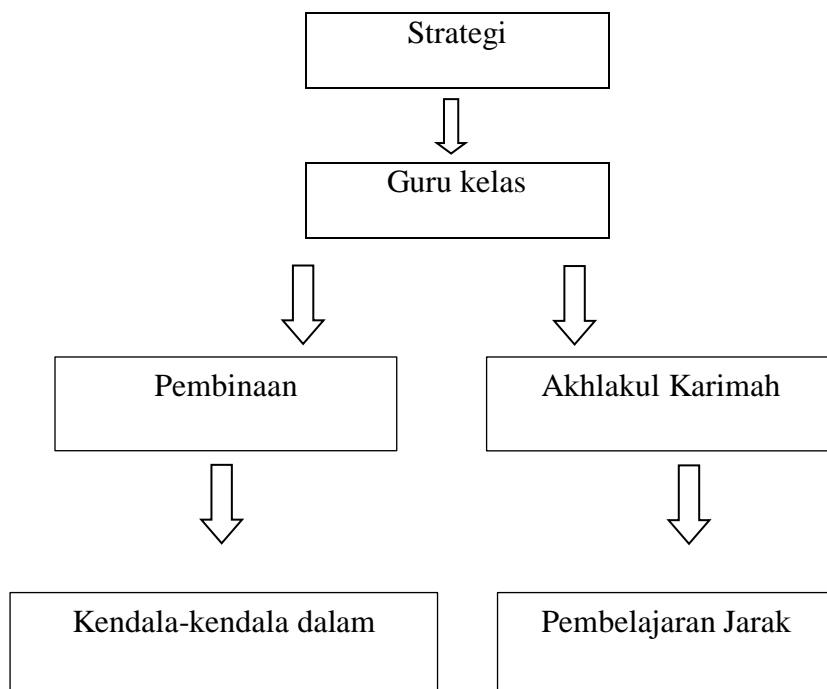 Strategi
Guru kelas
Pembinaan
Akhlakul Karimah
Kendala-kendala dalam
Pembelajaran Jarak